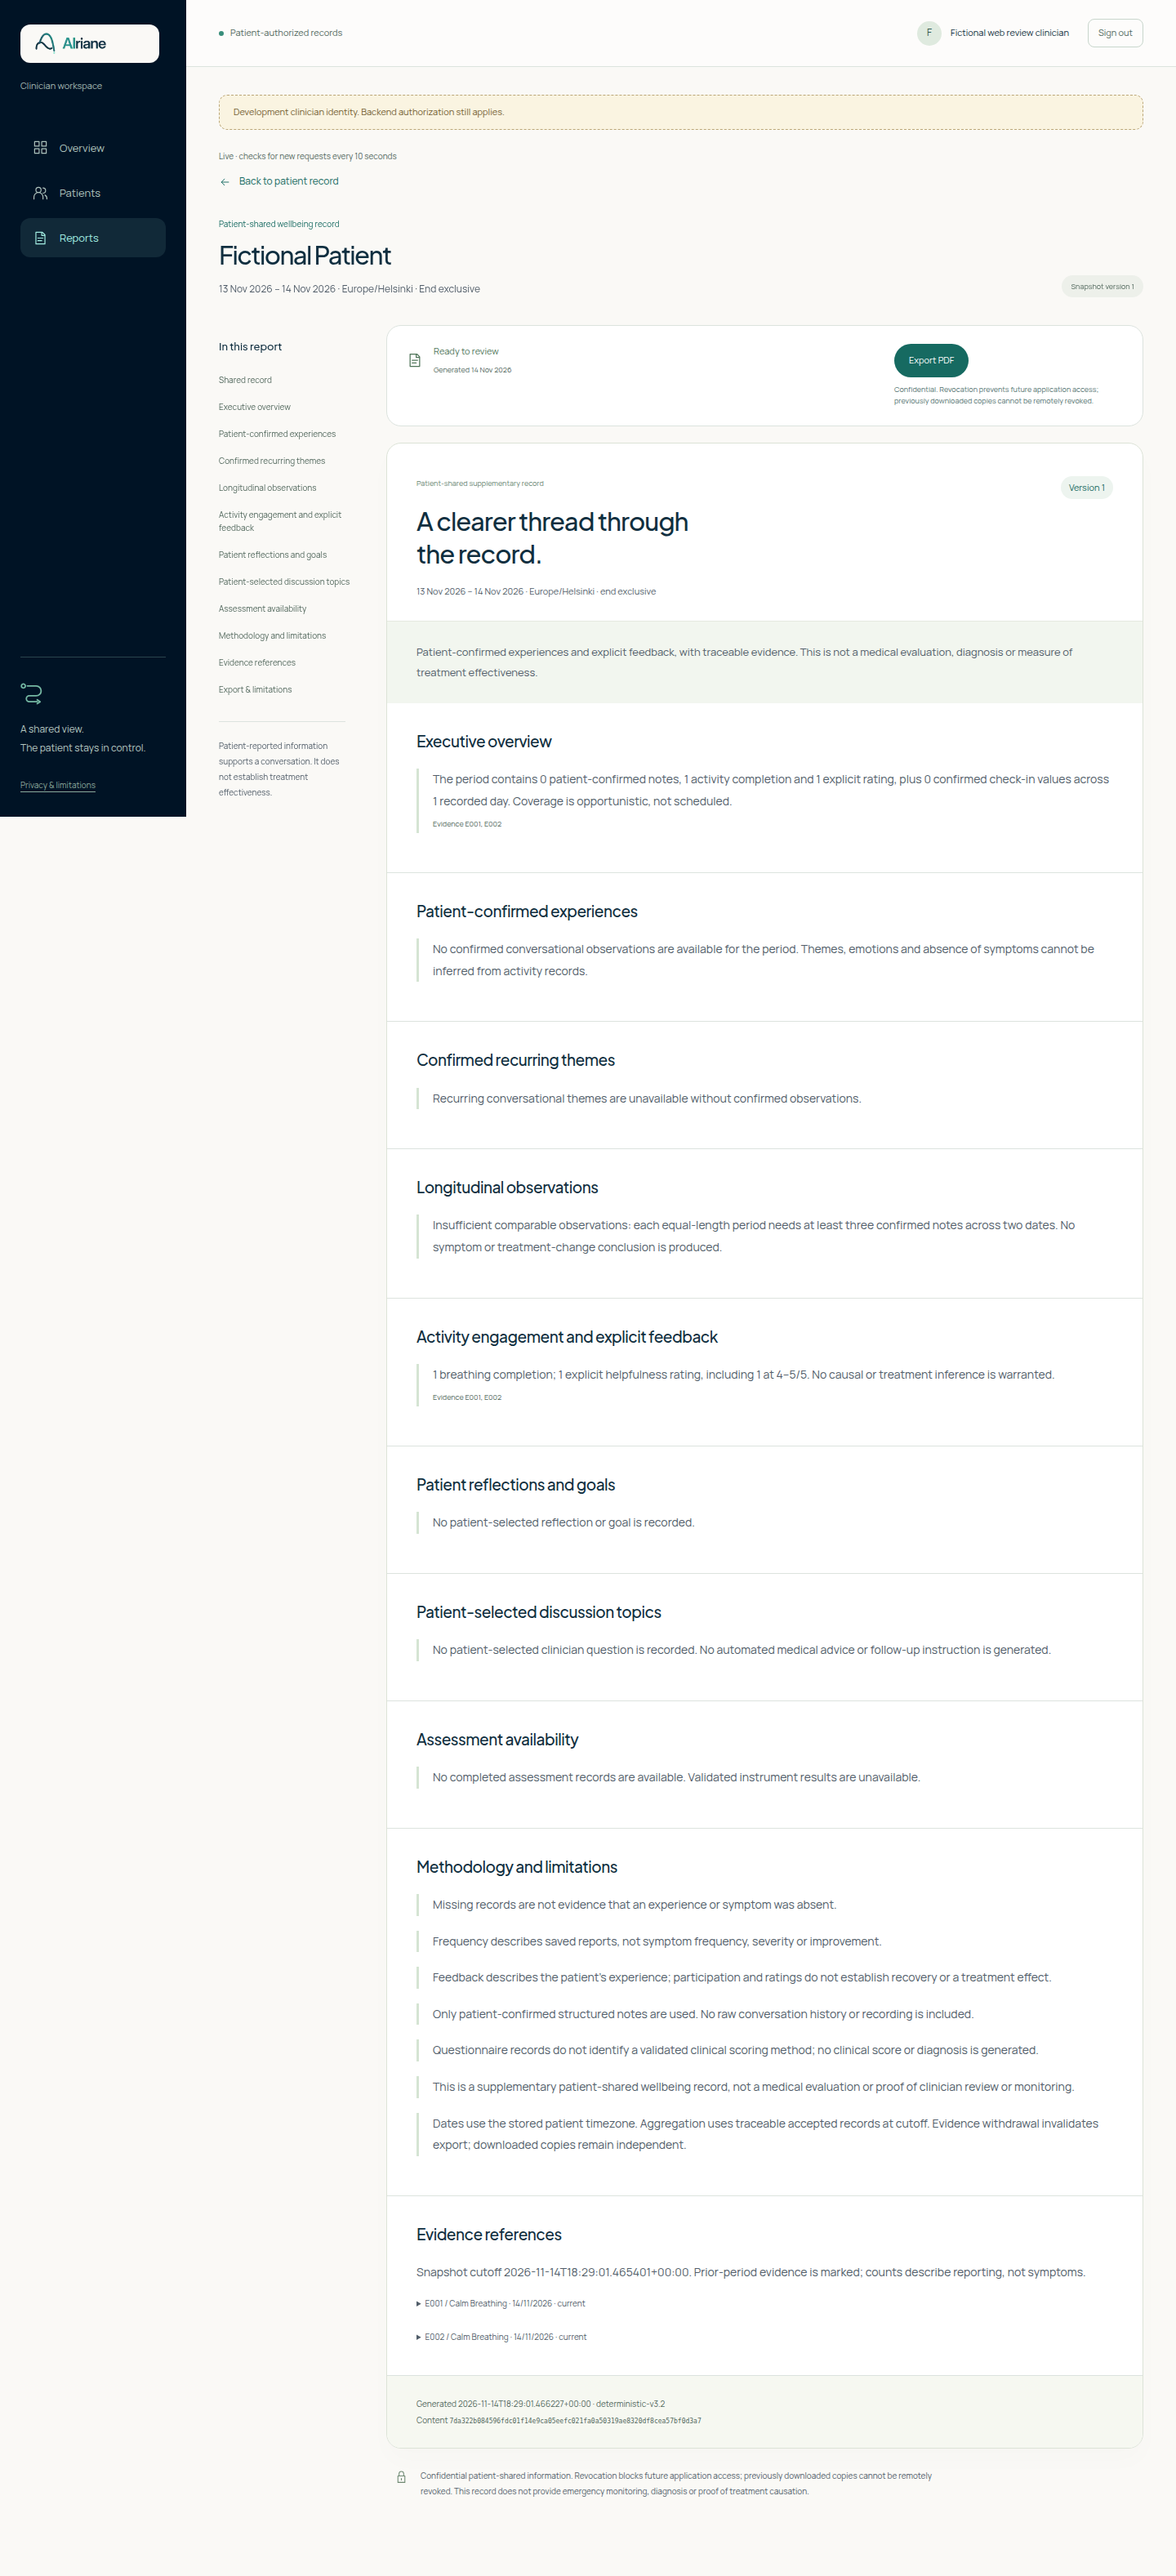 AIriane
Clinician workspace
Overview
Patients
Reports
A shared view.
The patient stays in control.
Privacy & limitations
Patient-authorized records
F
Fictional web review clinician
Sign out
Development clinician identity. Backend authorization still applies.
Live · checks for new requests every 10 seconds
← Back to patient record
Patient-shared wellbeing record
Fictional Patient
13 Nov 2026 – 14 Nov 2026 · Europe/Helsinki · End exclusive
Snapshot version 1
In this report
Shared record
Executive overview
Patient-confirmed experiences
Confirmed recurring themes
Longitudinal observations
Activity engagement and explicit
feedback
Patient reflections and goals
Patient-selected discussion topics
Assessment availability
Methodology and limitations
Evidence references
Export & limitations
Patient-reported information
supports a conversation. It does
not establish treatment
effectiveness.
Ready to review
Generated 14 Nov 2026
Export PDF
Confidential. Revocation prevents future application access;
previously downloaded copies cannot be remotely revoked.
Patient-shared supplementary record
Version 1
A clearer thread through
the record.
13 Nov 2026 – 14 Nov 2026 · Europe/Helsinki · end exclusive
Patient-confirmed experiences and explicit feedback, with traceable evidence. This is not a medical evaluation, diagnosis or measure of
treatment effectiveness.
Executive overview
The period contains 0 patient-confirmed notes, 1 activity completion and 1 explicit rating, plus 0 confirmed check-in values across
1 recorded day. Coverage is opportunistic, not scheduled.
Evidence E001, E002
Patient-confirmed experiences
No confirmed conversational observations are available for the period. Themes, emotions and absence of symptoms cannot be
inferred from activity records.
Confirmed recurring themes
Recurring conversational themes are unavailable without confirmed observations.
Longitudinal observations
Insufficient comparable observations: each equal-length period needs at least three confirmed notes across two dates. No
symptom or treatment-change conclusion is produced.
Activity engagement and explicit feedback
1 breathing completion; 1 explicit helpfulness rating, including 1 at 4–5/5. No causal or treatment inference is warranted.
Evidence E001, E002
Patient reflections and goals
No patient-selected reflection or goal is recorded.
Patient-selected discussion topics
No patient-selected clinician question is recorded. No automated medical advice or follow-up instruction is generated.
Assessment availability
No completed assessment records are available. Validated instrument results are unavailable.
Methodology and limitations
Missing records are not evidence that an experience or symptom was absent.
Frequency describes saved reports, not symptom frequency, severity or improvement.
Feedback describes the patient's experience; participation and ratings do not establish recovery or a treatment effect.
Only patient-confirmed structured notes are used. No raw conversation history or recording is included.
Questionnaire records do not identify a validated clinical scoring method; no clinical score or diagnosis is generated.
This is a supplementary patient-shared wellbeing record, not a medical evaluation or proof of clinician review or monitoring.
Dates use the stored patient timezone. Aggregation uses traceable accepted records at cutoff. Evidence withdrawal invalidates
export; downloaded copies remain independent.
Evidence references
Snapshot cutoff 2026-11-14T18:29:01.465401+00:00. Prior-period evidence is marked; counts describe reporting, not symptoms.
▶ E001 / Calm Breathing · 14/11/2026 · current
▶ E002 / Calm Breathing · 14/11/2026 · current
Generated 2026-11-14T18:29:01.466227+00:00 · deterministic-v3.2
Content 7da322b084596fdc01f14e9ca05eefc021fa0a50319ae8320df8cea57bf0d3a7
Confidential patient-shared information. Revocation blocks future application access; previously downloaded copies cannot be remotely
revoked. This record does not provide emergency monitoring, diagnosis or proof of treatment causation.